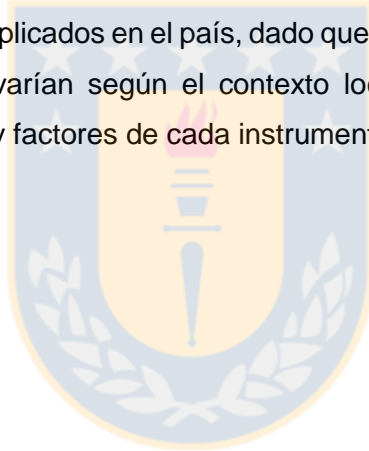 plicados en el país, dado que
varían según el contexto loc
y factores de cada instrument